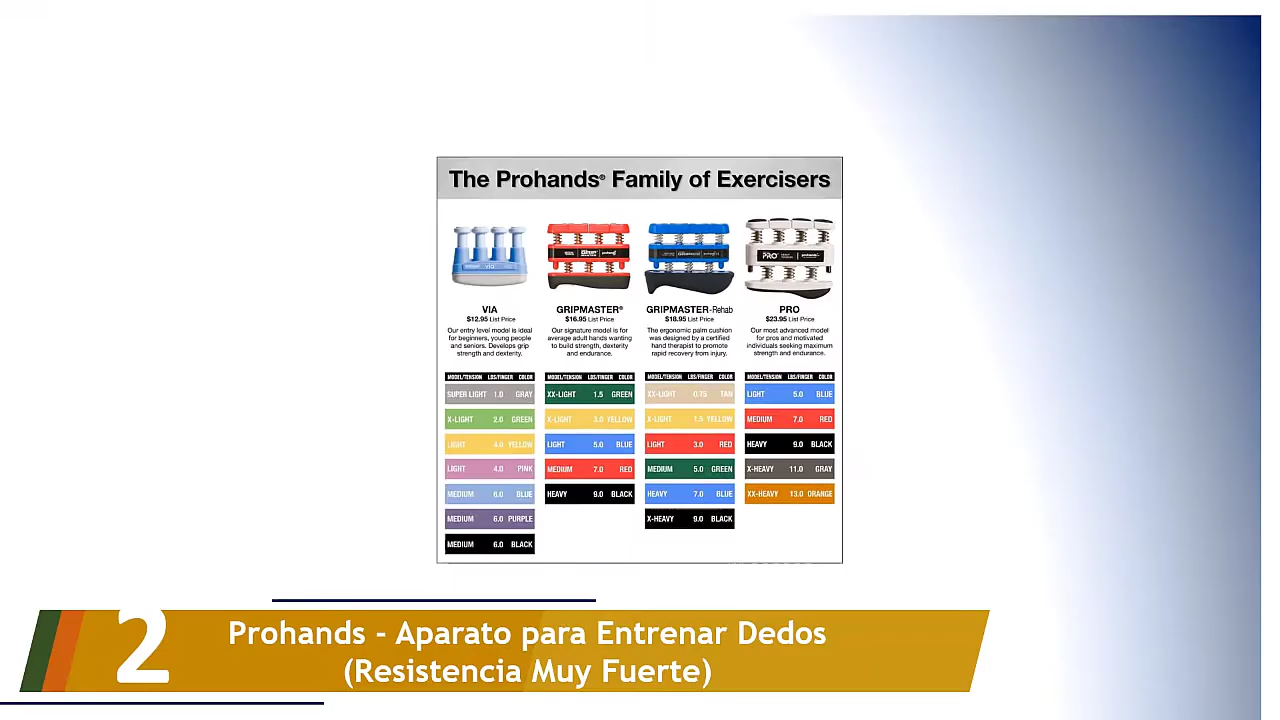 The Prohands® Family of Exercisers
VIA
$12.95 List Price
Our entry level model is ideal
for beginners, young people
and seniors. Develops grip
strength and dexterity.
MODEL/TENSION LBS/FINGER COLOR
SUPER LIGHT 1.0 GRAY
X-LIGHT 2.0 GREEN
LIGHT 4.0 YELLOW
LIGHT 4.0 PINK
MEDIUM 6.0 BLUE
MEDIUM 6.0 PURPLE
MEDIUM 6.0 BLACK
GRIPMASTER®
$16.95 List Price
Our signature model is for
average adult hands wanting
to build strength, dexterity
and endurance.
MODEL/TENSION LBS/FINGER COLOR
XX-LIGHT 1.5 GREEN
X-LIGHT 3.0 YELLOW
LIGHT 5.0 BLUE
MEDIUM 7.0 RED
HEAVY 9.0 BLACK
GRIPMASTER-Rehab
$18.95 List Price
The ergonomic palm cushion
was designed by a certified
hand therapist to promote
rapid recovery from injury.
MODEL/TENSION LBS/FINGER COLOR
XX-LIGHT 0.75 TAN
X-LIGHT 1.5 YELLOW
LIGHT 3.0 RED
MEDIUM 5.0 GREEN
HEAVY 7.0 BLUE
X-HEAVY 9.0 BLACK
PRO
PRO
$23.95 List Price
Our most advanced model
for pros and motivated
individuals seeking maximum
strength and endurance.
MODEL/TENSION LBS/FINGER COLOR
LIGHT 5.0 BLUE
MEDIUM 7.0 RED
HEAVY 9.0 BLACK
X-HEAVY 11.0 GRAY
XX-HEAVY 13.0 ORANGE
2
Prohands - Aparato para Entrenar Dedos
(Resistencia Muy Fuerte)